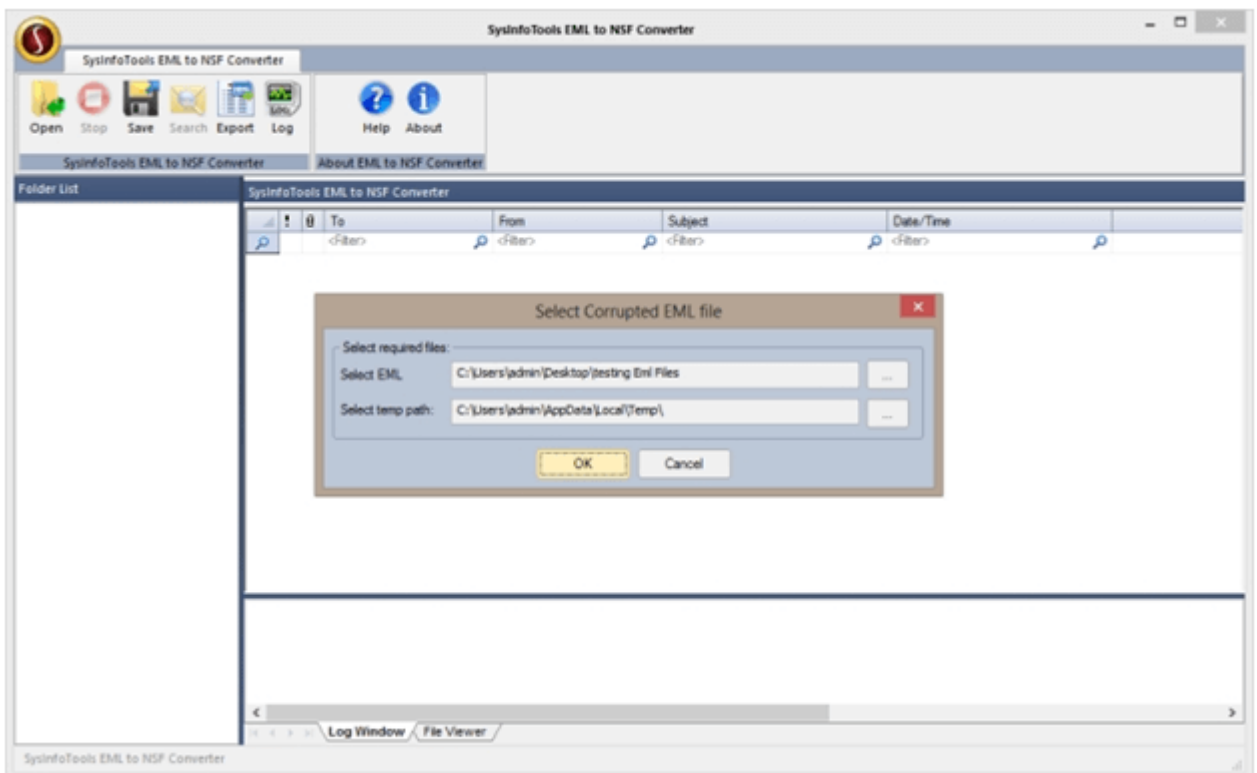 SysInfoTools EML to NSF Converter
SysInfoTools EML to NSF Converter
Open Stop Save Search Export Log
Help About
SysInfoTools EML to NSF Converter
About EML to NSF Converter
Folder List
SysInfoTools EML to NSF Converter
! To From Subject Date/Time
<Filter> <Filter> <Filter> <Filter>
Select Corrupted EML file
Select required files:
Select EML C:\Users\admin\Desktop\testing Eml Files ...
Select temp path: C:\Users\admin\AppData\Local\Temp\ ...
OK Cancel
Log Window File Viewer
SysInfoTools EML to NSF Converter